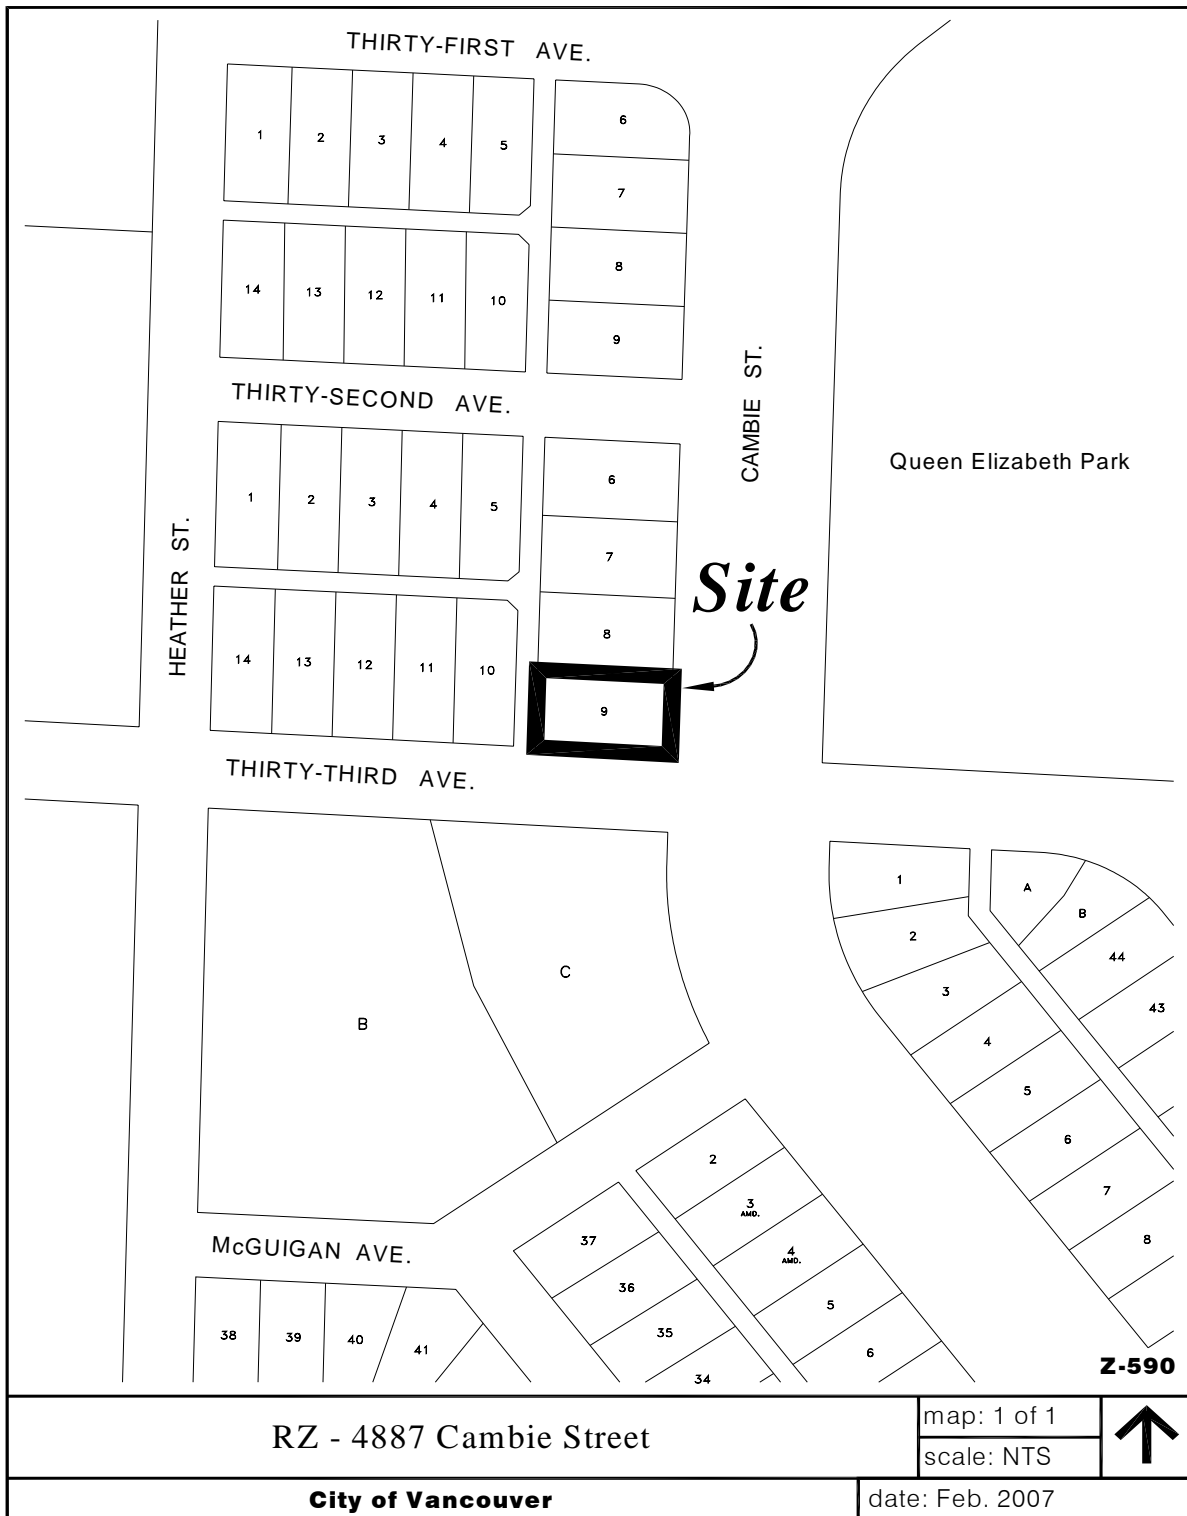 THIRTY-FIRST AVE.
6
1 2 3 4 5
7
8
14 13 12 11 10
9
THIRTY-SECOND AVE.
CAMBIE ST.
Queen Elizabeth Park
6
1 2 3 4 5
7
HEATHER ST.
Site
8
14 13 12 11 10
9
THIRTY-THIRD AVE.
1
A
B
2
44
C
3
43
B
4
5
6
2
7
3
AMD.
37
8
4
AMD.
McGUIGAN AVE.
36
5
35
38 39 40 41
6
34
Z-590
RZ - 4887 Cambie Street
map: 1 of 1
scale: NTS
City of Vancouver
date: Feb. 2007